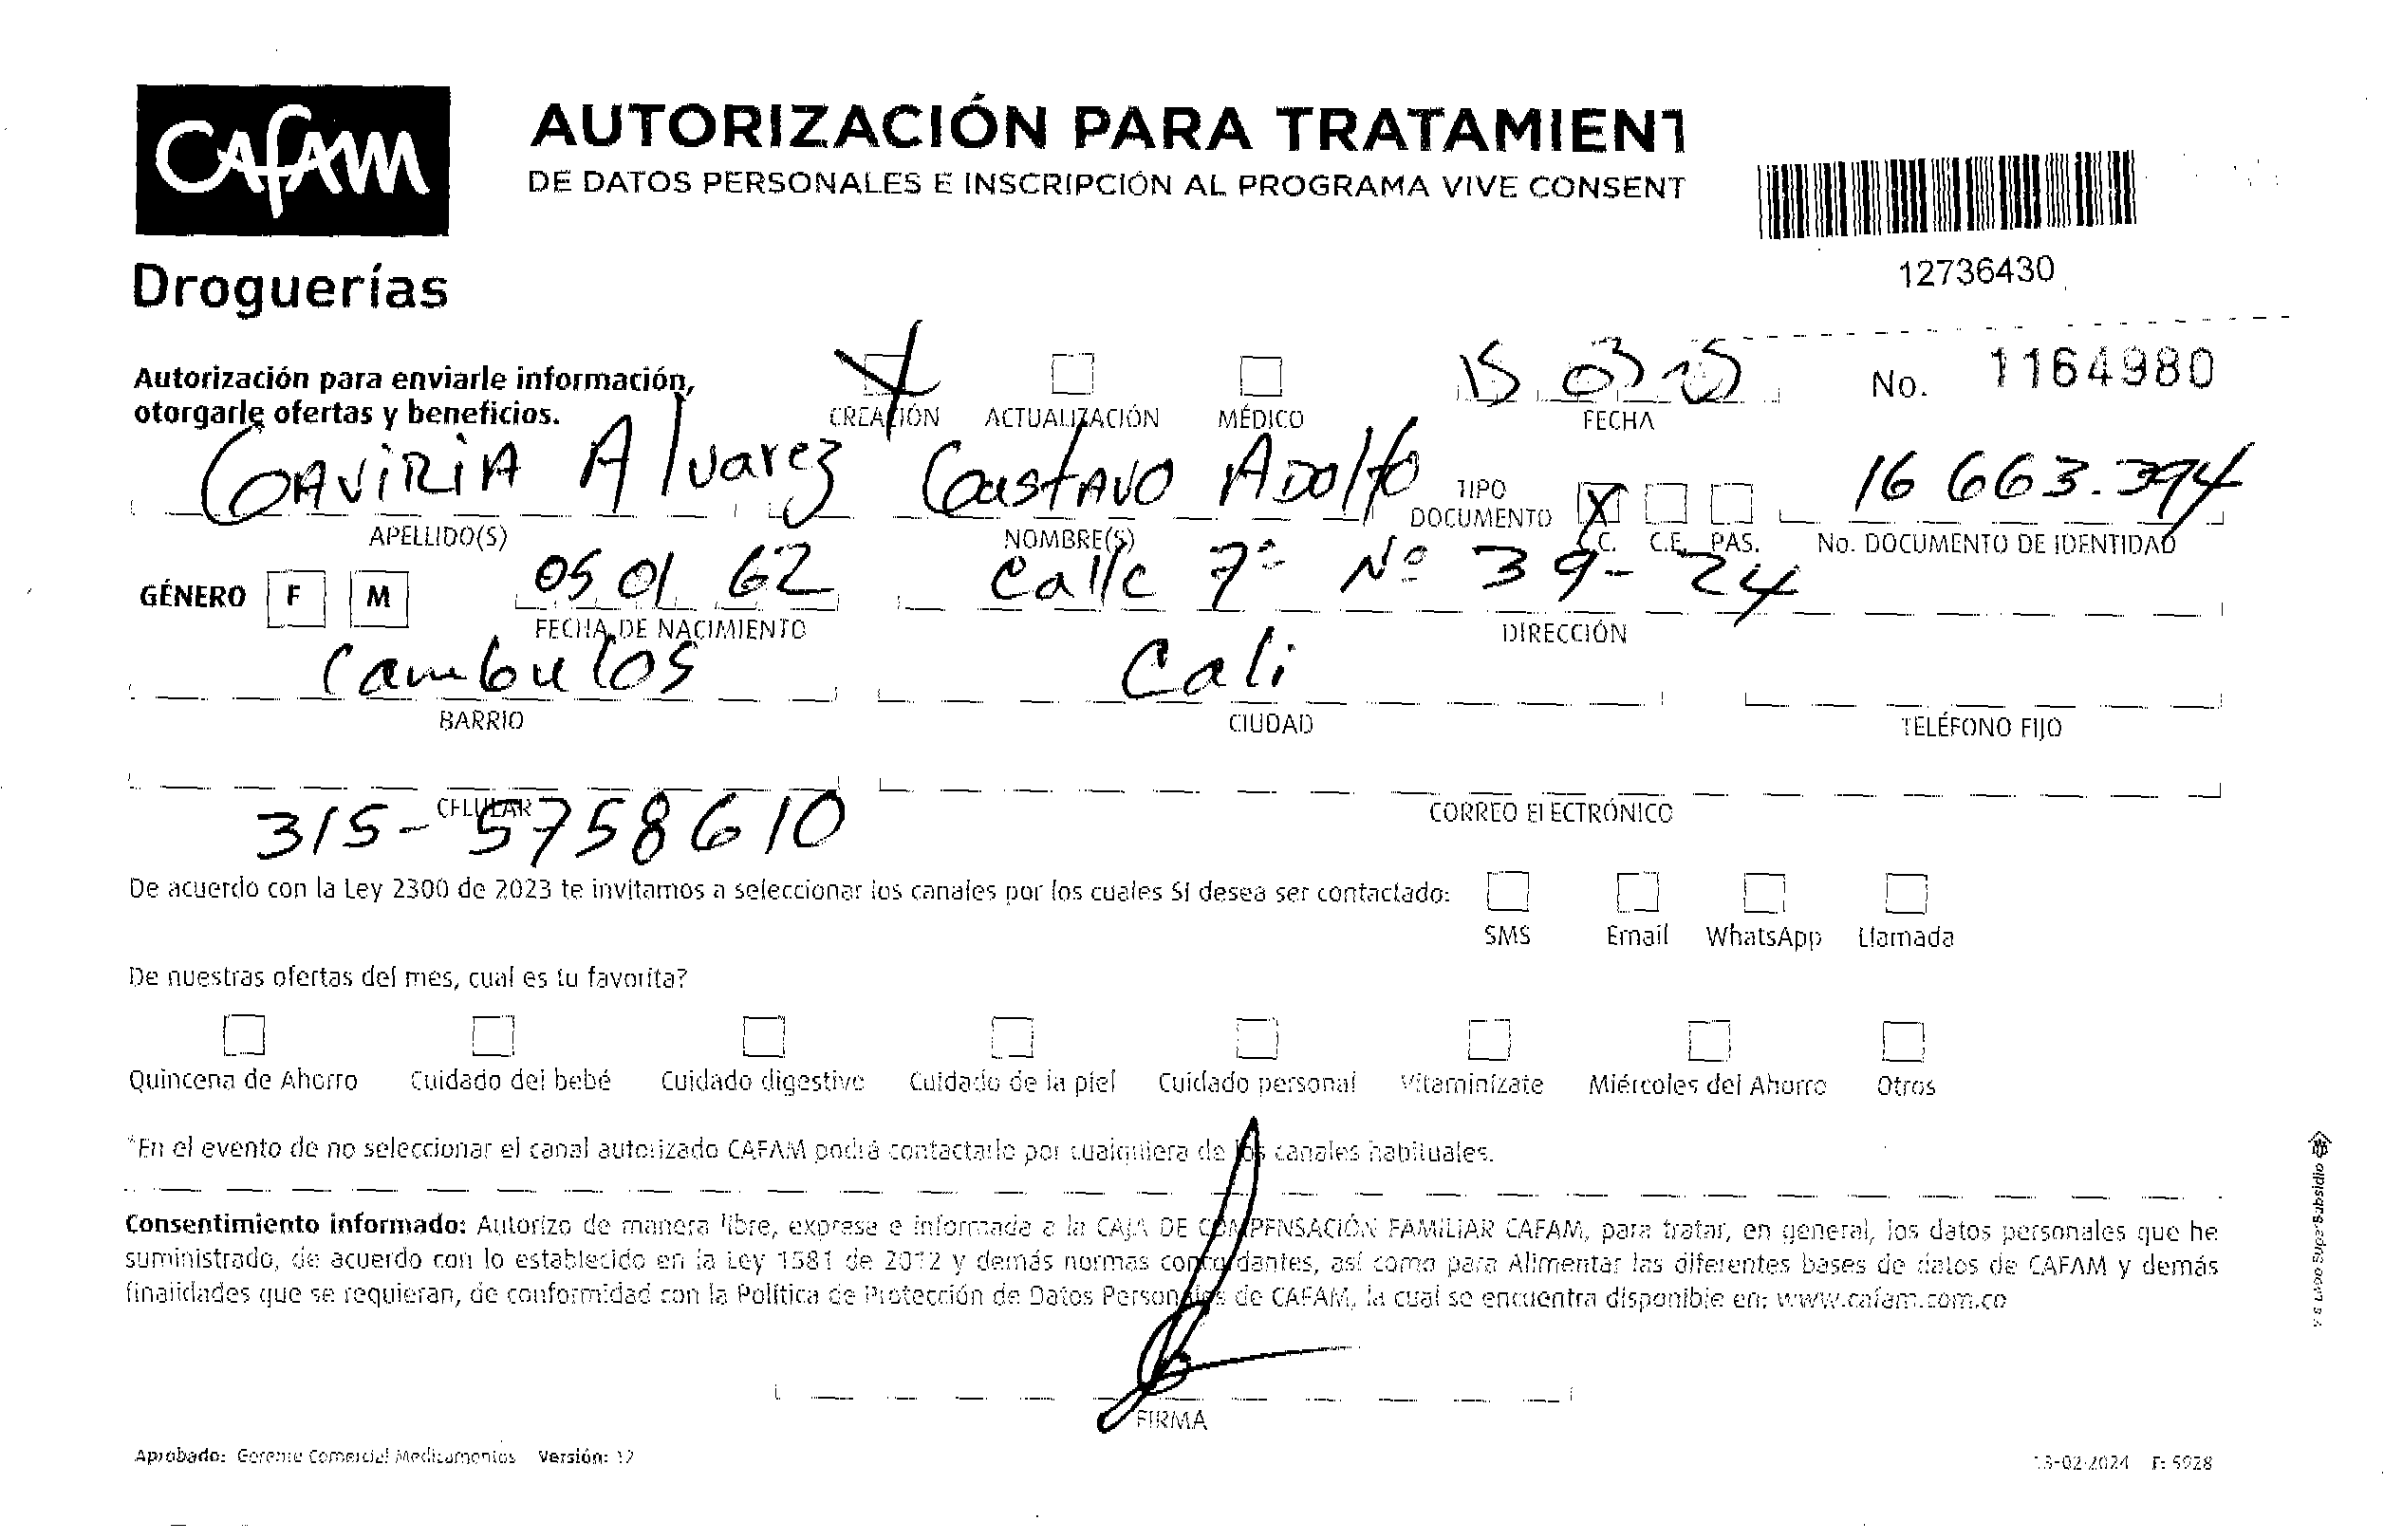 CAFAM
Droguerías
AUTORIZACIÓN PARA TRATAMIENT
DE DATOS PERSONALES E INSCRIPCIÓN AL PROGRAMA VIVE CONSENT
12736430
Autorización para enviarle información,
otorgarle ofertas y beneficios.
X
CREACIÓN ACTUALIZACIÓN MÉDICO
15 03 25
FECHA
No. 1164980
GAVIRIA Alvarez Gustavo ADolfo TIPO DOCUMENTO X 16 663.394
APELLIDO(S) NOMBRE(S) C.C. C.E. PAS. No. DOCUMENTO DE IDENTIDAD
GÉNERO F M 05 01 62 Calle 7ª Nº 39-24
FECHA DE NACIMIENTO DIRECCIÓN
Cambulos Cali
BARRIO CIUDAD TELÉFONO FIJO
CELULAR CORREO ELECTRÓNICO
315-5758610
De acuerdo con la Ley 2300 de 2023 te invitamos a seleccionar los canales por los cuales SI desea ser contactado:
SMS Email WhatsApp Llamada
De nuestras ofertas del mes, cual es tu favorita?
Quincena de Ahorro Cuidado del bebé Cuidado digestivo Cuidado de la piel Cuidado personal Vitaminízate Miércoles del Ahorro Otros
*En el evento de no seleccionar el canal autorizado CAFAM podrá contactarlo por cualquiera de los canales habituales.
Consentimiento informado: Autorizo de manera libre, expresa e informada a la CAJA DE COMPENSACIÓN FAMILIAR CAFAM, para tratar, en general, los datos personales que he
suministrado, de acuerdo con lo establecido en la Ley 1581 de 2012 y demás normas concordantes, así como para Alimentar las diferentes bases de datos de CAFAM y demás
finalidades que se requieran, de conformidad con la Política de Protección de Datos Personales de CAFAM, la cual se encuentra disponible en: www.cafam.com.co
FIRMA
Aprobado: Gerente Comercial Medicamentos Versión: 12
13-02-2024 F: 5928
SuperSubsidio